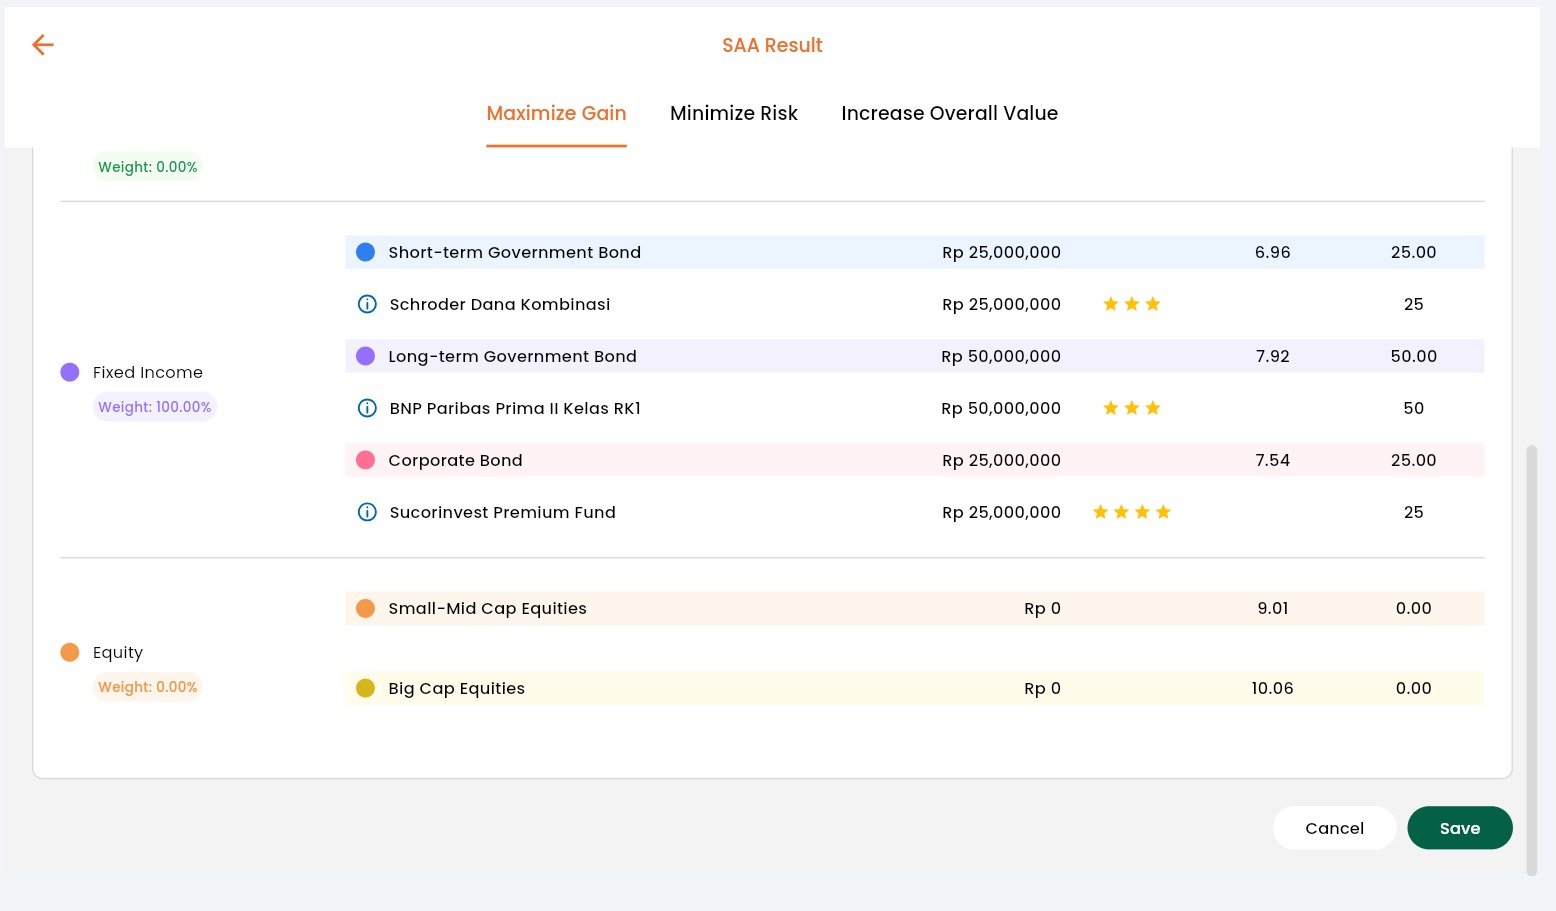 SAA Result
Maximize Gain Minimize Risk Increase Overall Value
Weight: 0.00%
Short-term Government Bond Rp 25,000,000 6.96 25.00
Schroder Dana Kombinasi Rp 25,000,000 25
Long-term Government Bond Rp 50,000,000 7.92 50.00
Fixed Income
Weight: 100.00%
BNP Paribas Prima II Kelas RK1 Rp 50,000,000 50
Corporate Bond Rp 25,000,000 7.54 25.00
Sucorinvest Premium Fund Rp 25,000,000 25
Small-Mid Cap Equities Rp 0 9.01 0.00
Equity
Weight: 0.00%
Big Cap Equities Rp 0 10.06 0.00
Cancel Save